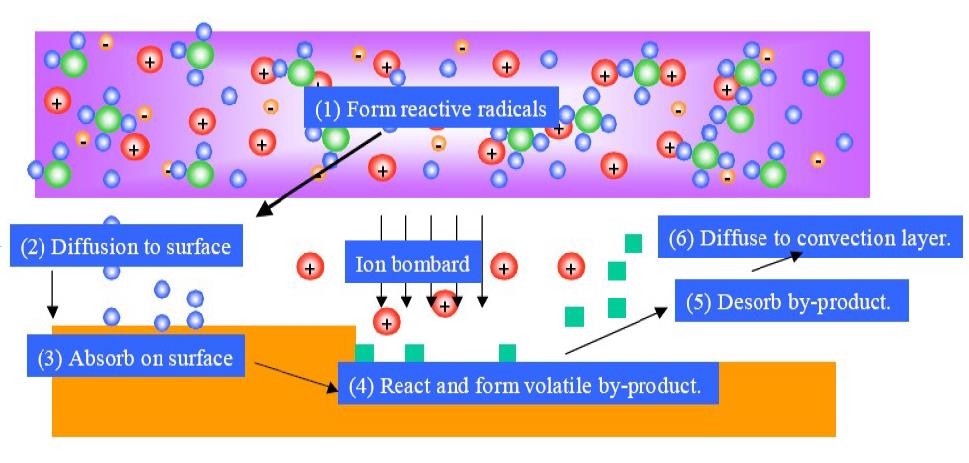 (1) Form reactive radicals
(2) Diffusion to surface
Ion bombard
(6) Diffuse to convection layer.
(5) Desorb by-product.
(3) Absorb on surface
(4) React and form volatile by-product.